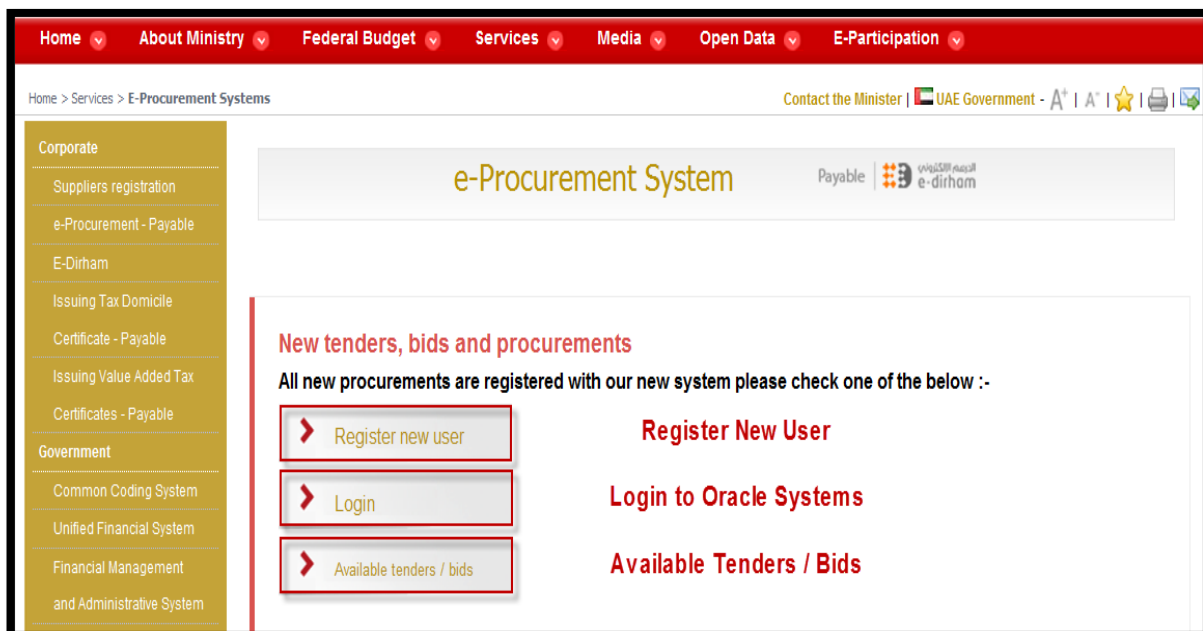 Home About Ministry Federal Budget Services Media Open Data E-Participation
Home > Services > E-Procurement Systems
Contact the Minister | UAE Government - A+ | A- |
Corporate
Suppliers registration
e-Procurement - Payable
E-Dirham
Issuing Tax Domicile
Certificate - Payable
Issuing Value Added Tax
Certificates - Payable
Government
Common Coding System
Unified Financial System
Financial Management
and Administrative System
e-Procurement System
Payable
الدرهم الالكتروني
e-dirham
New tenders, bids and procurements
All new procurements are registered with our new system please check one of the below :-
Register new user Register New User
Login Login to Oracle Systems
Available tenders / bids Available Tenders / Bids